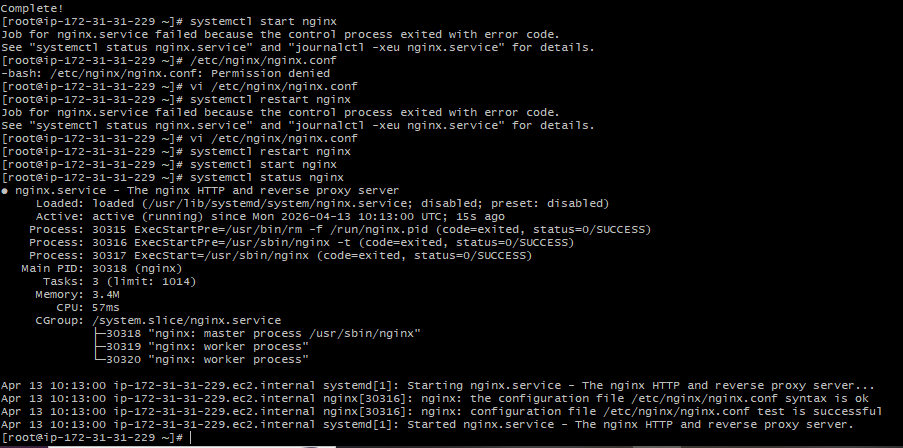 Complete!
[root@ip-172-31-31-229 ~]# systemctl start nginx
Job for nginx.service failed because the control process exited with error code.
See "systemctl status nginx.service" and "journalctl -xeu nginx.service" for details.
[root@ip-172-31-31-229 ~]# /etc/nginx/nginx.conf
-bash: /etc/nginx/nginx.conf: Permission denied
[root@ip-172-31-31-229 ~]# vi /etc/nginx/nginx.conf
[root@ip-172-31-31-229 ~]# systemctl restart nginx
Job for nginx.service failed because the control process exited with error code.
See "systemctl status nginx.service" and "journalctl -xeu nginx.service" for details.
[root@ip-172-31-31-229 ~]# vi /etc/nginx/nginx.conf
[root@ip-172-31-31-229 ~]# systemctl restart nginx
[root@ip-172-31-31-229 ~]# systemctl start nginx
[root@ip-172-31-31-229 ~]# systemctl status nginx
● nginx.service - The nginx HTTP and reverse proxy server
     Loaded: loaded (/usr/lib/systemd/system/nginx.service; disabled; preset: disabled)
     Active: active (running) since Mon 2026-04-13 10:13:00 UTC; 15s ago
    Process: 30315 ExecStartPre=/usr/bin/rm -f /run/nginx.pid (code=exited, status=0/SUCCESS)
    Process: 30316 ExecStartPre=/usr/sbin/nginx -t (code=exited, status=0/SUCCESS)
    Process: 30317 ExecStart=/usr/sbin/nginx (code=exited, status=0/SUCCESS)
   Main PID: 30318 (nginx)
      Tasks: 3 (limit: 1014)
     Memory: 3.4M
        CPU: 57ms
     CGroup: /system.slice/nginx.service
             ├─30318 "nginx: master process /usr/sbin/nginx"
             ├─30319 "nginx: worker process"
             └─30320 "nginx: worker process"
Apr 13 10:13:00 ip-172-31-31-229.ec2.internal systemd[1]: Starting nginx.service - The nginx HTTP and reverse proxy server...
Apr 13 10:13:00 ip-172-31-31-229.ec2.internal nginx[30316]: nginx: the configuration file /etc/nginx/nginx.conf syntax is ok
Apr 13 10:13:00 ip-172-31-31-229.ec2.internal nginx[30316]: nginx: configuration file /etc/nginx/nginx.conf test is successful
Apr 13 10:13:00 ip-172-31-31-229.ec2.internal systemd[1]: Started nginx.service - The nginx HTTP and reverse proxy server.
[root@ip-172-31-31-229 ~]#